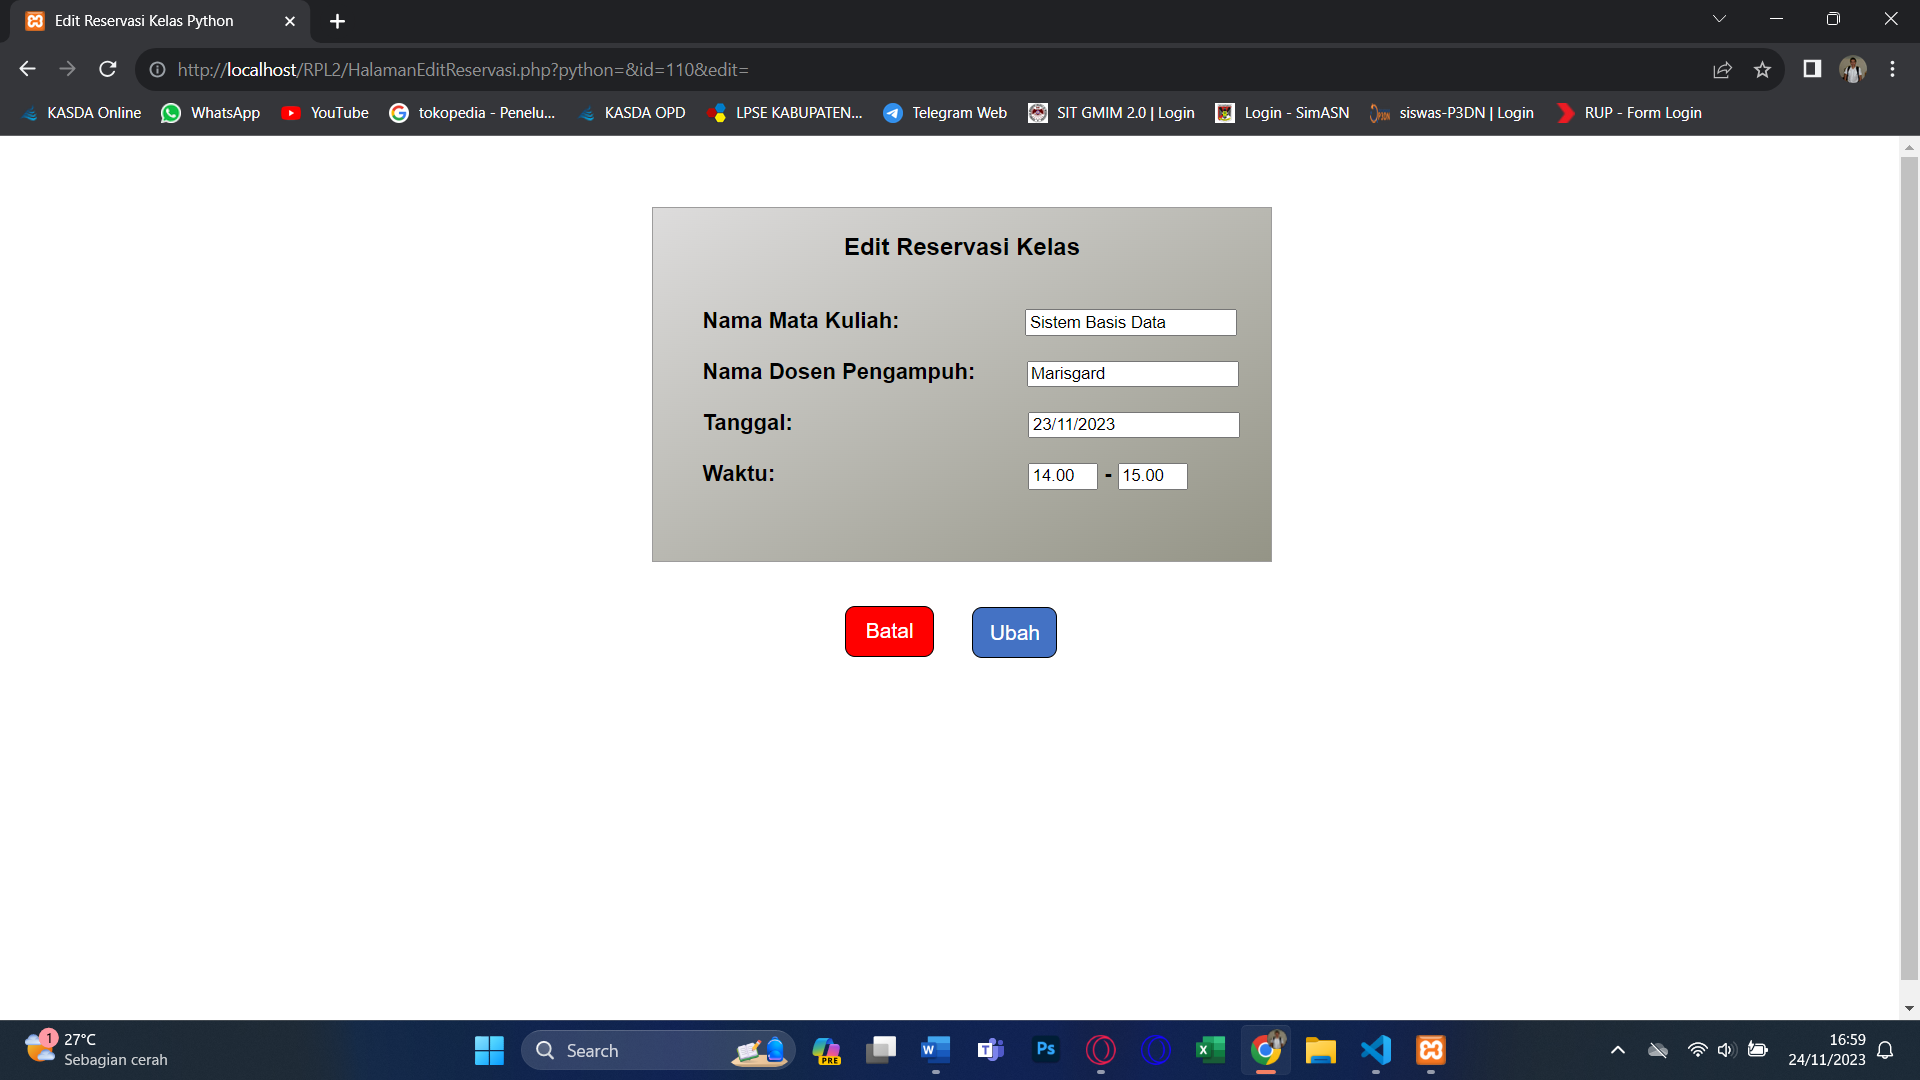 Edit Reservasi Kelas Python
http://localhost/RPL2/HalamanEditReservasi.php?python=&id=110&edit=
KASDA Online WhatsApp YouTube tokopedia - Penelu... KASDA OPD LPSE KABUPATEN... Telegram Web SIT GMIM 2.0 | Login Login - SimASN siswas-P3DN | Login RUP - Form Login
Edit Reservasi Kelas
Nama Mata Kuliah: Sistem Basis Data
Nama Dosen Pengampuh: Marisgard
Tanggal: 23/11/2023
Waktu: 14.00 - 15.00
Batal Ubah
1 27°C
Sebagian cerah
Search
PRE
Ps
16:59
24/11/2023